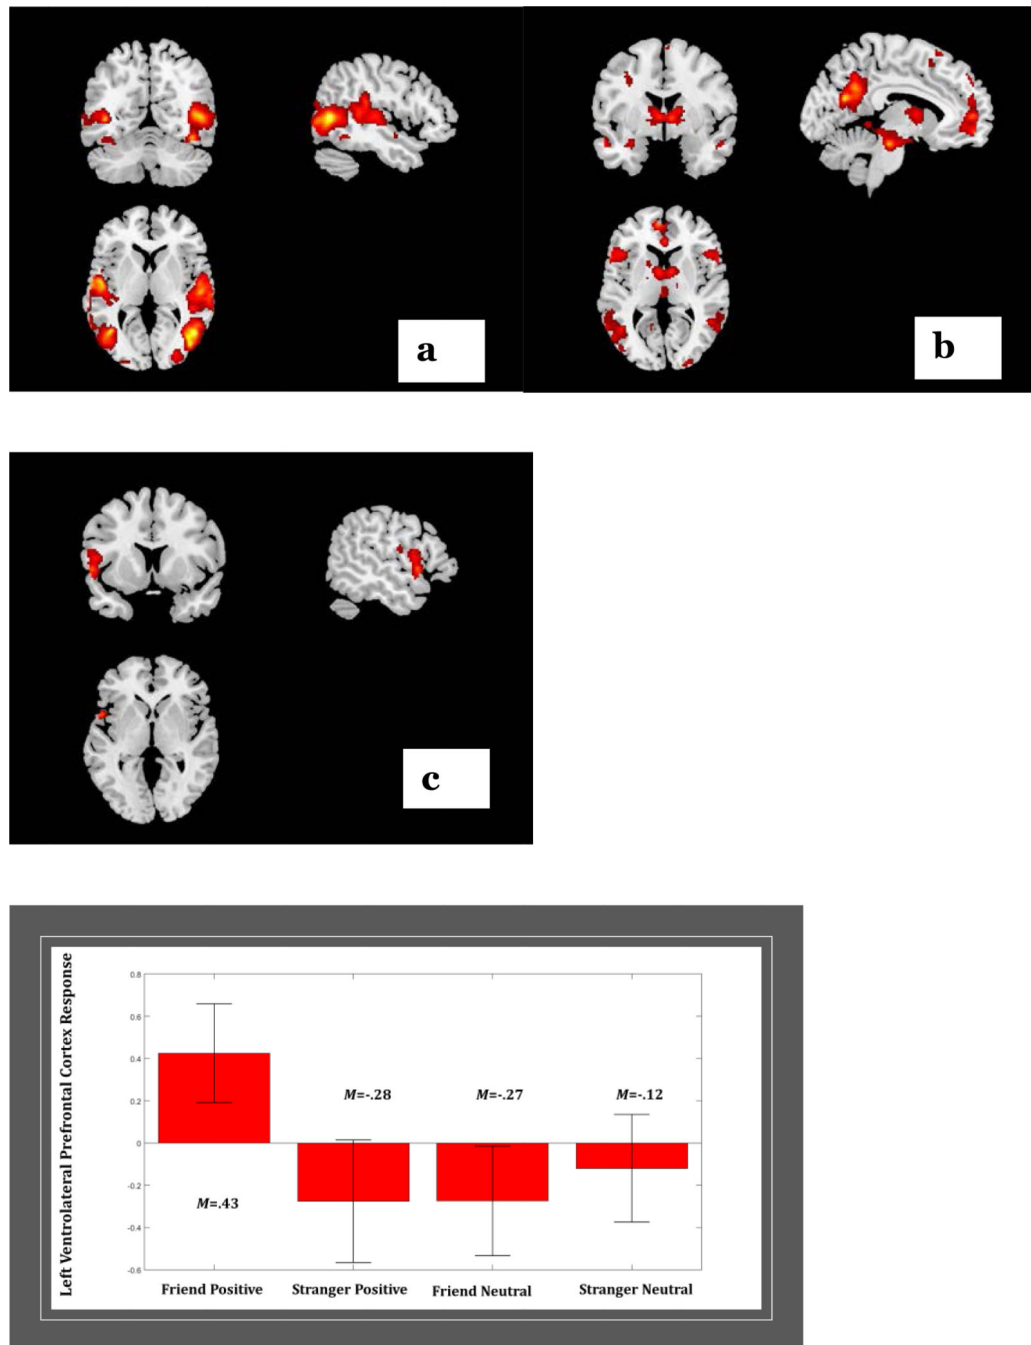 a
b
c
Left Ventrolateral Prefrontal Cortex Response
0.8
0.6
0.4
0.2
0
-0.2
-0.4
-0.6
M=.43
M=-.28
M=-.27
M=-.12
Friend Positive
Stranger Positive
Friend Neutral
Stranger Neutral